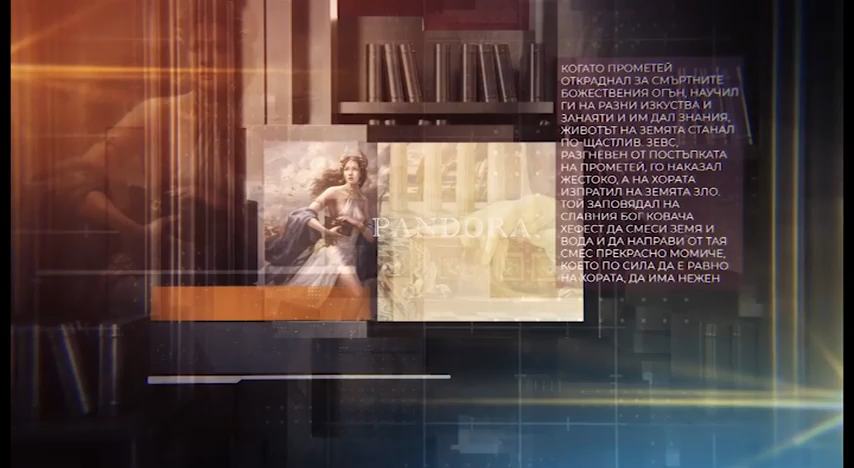 PANDORA
КОГАТО ПРОМЕТЕЙ
ОТКРАДНАЛ ЗА СМЪРТНИТЕ
БОЖЕСТВЕНИЯ ОГЪН, НАУЧИЛ
ГИ НА РАЗНИ ИЗКУСТВА И
ЗАНАЯТИ И ИМ ДАЛ ЗНАНИЯ,
ЖИВОТЪТ НА ЗЕМЯТА СТАНАЛ
ПО-ЩАСТЛИВ. ЗЕВС,
РАЗГНЕВЕН ОТ ПОСТЪПКАТА
НА ПРОМЕТЕЙ, ГО НАКАЗАЛ
ЖЕСТОКО, А НА ХОРАТА
ИЗПРАТИЛ НА ЗЕМЯТА ЗЛО.
ТОЙ ЗАПОВЯДАЛ НА
СЛАВНИЯ БОГ КОВАЧА
ХЕФЕСТ ДА СМЕСИ ЗЕМЯ И
ВОДА И ДА НАПРАВИ ОТ ТАЯ
СМЕС ПРЕКРАСНО МОМИЧЕ,
КОЕТО ПО СИЛА ДА Е РАВНО
НА ХОРАТА, ДА ИМА НЕЖЕН